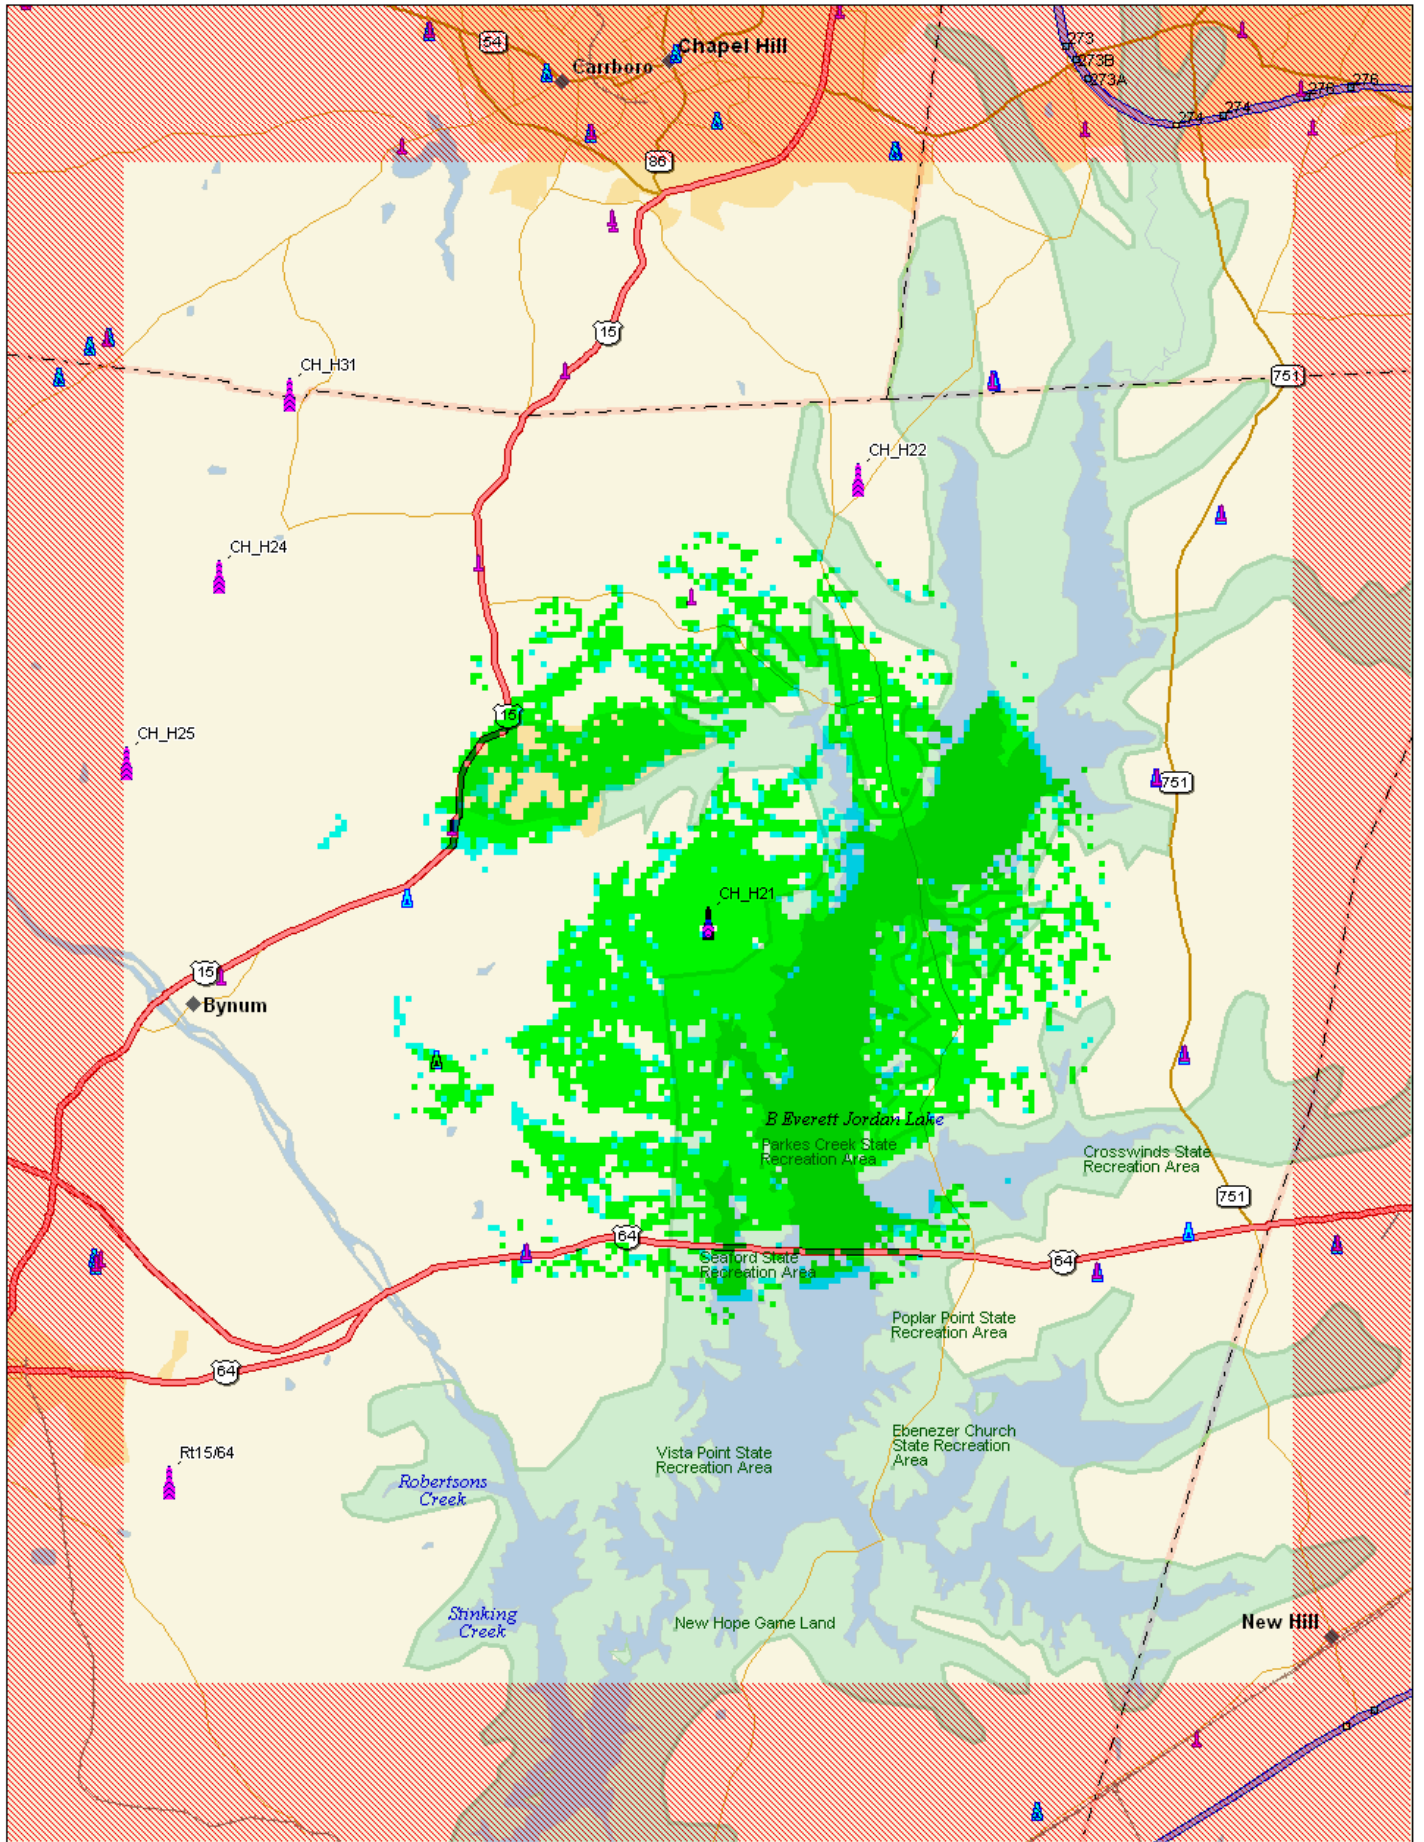 54
Chapel Hill
Carrboro
273
273B
273A
276
276
274
274
86
15
CH_H31
751
CH_H22
CH_H24
15
CH_H25
751
CH_H21
15
Bynum
B Everett Jordan Lake
Parkes Creek State
Recreation Area
Crosswinds State
Recreation Area
751
64
Seaford State
Recreation Area
64
Poplar Point State
Recreation Area
64
Ebenezer Church
State Recreation
Area
Vista Point State
Recreation Area
Rt15/64
Robertsons
Creek
Stinking
Creek
New Hope Game Land
New Hill